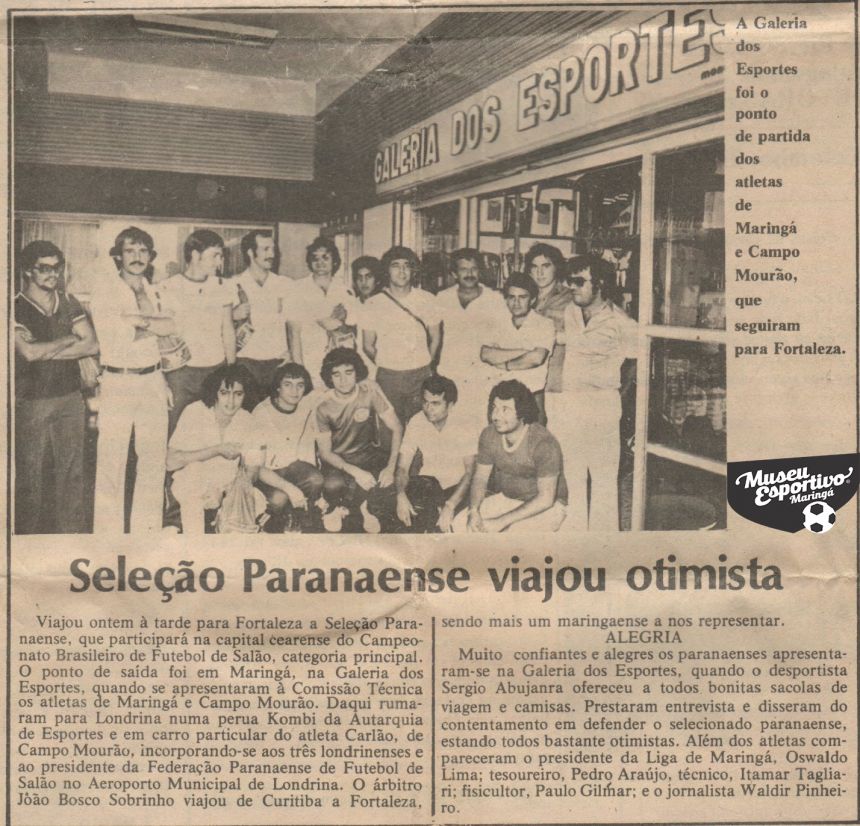 GALERIA DOS ESPORTES
A Galeria
dos
Esportes
foi o
ponto
de partida
dos
atletas
de
Maringá
e Campo
Mourão,
que
seguiram
para Fortaleza.
Museu
Esportivo
Maringá
Seleção Paranaense viajou otimista
Viajou ontem à tarde para Fortaleza a Seleção Para-
naense, que participará na capital cearense do Campeo-
nato Brasileiro de Futebol de Salão, categoria principal.
O ponto de saída foi em Maringá, na Galeria dos
Esportes, quando se apresentaram à Comissão Técnica
os atletas de Maringá e Campo Mourão. Daqui ruma-
ram para Londrina numa perua Kombi da Autarquia
de Esportes e em carro particular do atleta Carlão, de
de Campo Mourão, incorporando-se aos três londrinenses e
ao presidente da Federação Paranaense de Futebol de
Salão no Aeroporto Municipal de Londrina. O árbitro
Jôão Bosco Sobrinho viajou de Curitiba a Fortaleza,
sendo mais um maringaense a nos representar.
ALEGRIA
Muito confiantes e alegres os paranaenses apresenta-
ram-se na Galeria dos Esportes, quando o desportista
Sergio Abujanra ofereceu a todos bonitas sacolas de
viagem e camisas. Prestaram entrevista e disseram do
contentamento em defender o selecionado paranaense,
estando todos bastante otimistas. Além dos atletas com-
pareceram o presidente da Liga de Maringá, Oswaldo
Lima; tesoureiro, Pedro Araújo, técnico, Itamar Taglia-
ri; fisicultor, Paulo Gilmar; e o jornalista Waldir Pinhei-
ro.